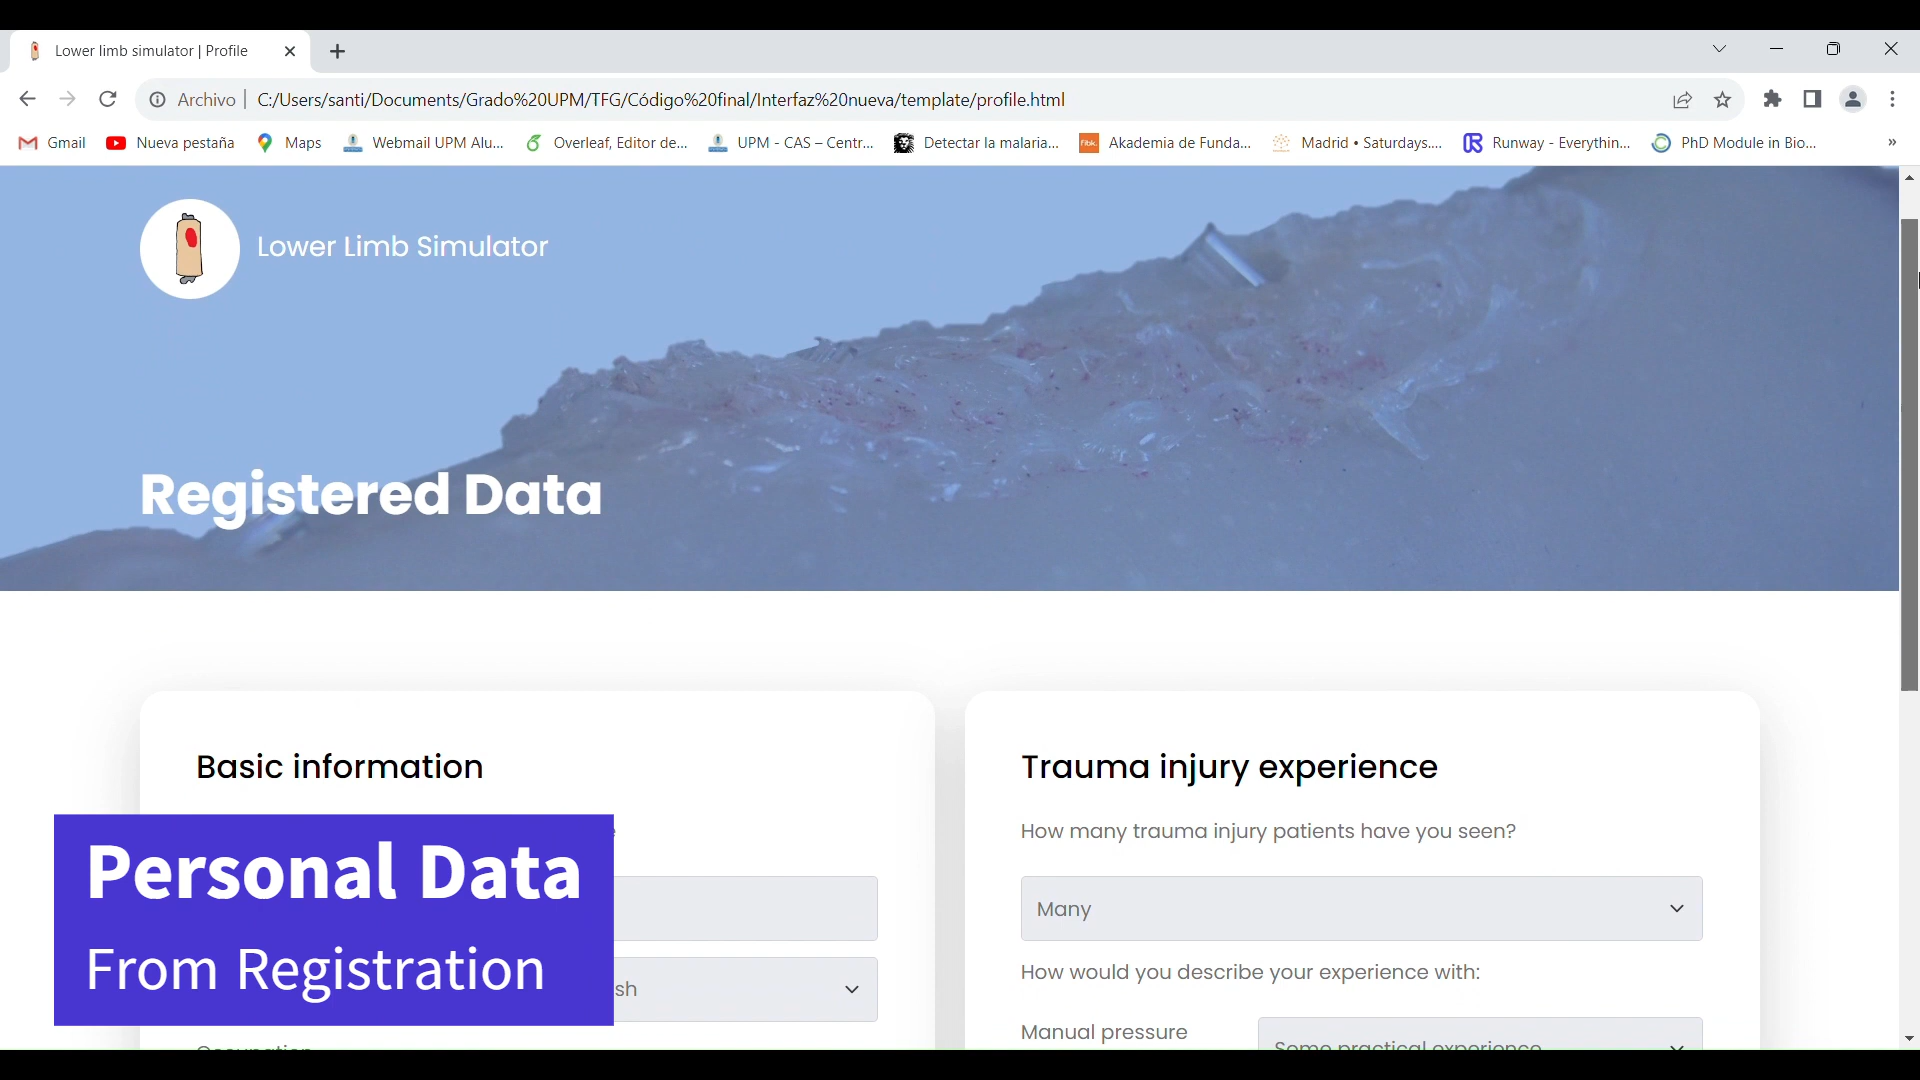 Lower limb simulator | Profile
Archivo | C:/Users/santi/Documents/Grado%20UPM/TFG/Código%20final/Interfaz%20nueva/template/profile.html
Gmail Nueva pestaña Maps Webmail UPM Alu... Overleaf, Editor de... UPM - CAS – Centr... Detectar la malaria... Akademia de Funda... Madrid • Saturdays.... Runway - Everythin... PhD Module in Bio... »
Lower Limb Simulator
Registered Data
Basic information
Personal Data
From Registration
sh
Occupation
Trauma injury experience
How many trauma injury patients have you seen?
Many
How would you describe your experience with:
Manual pressure
Some practical experience